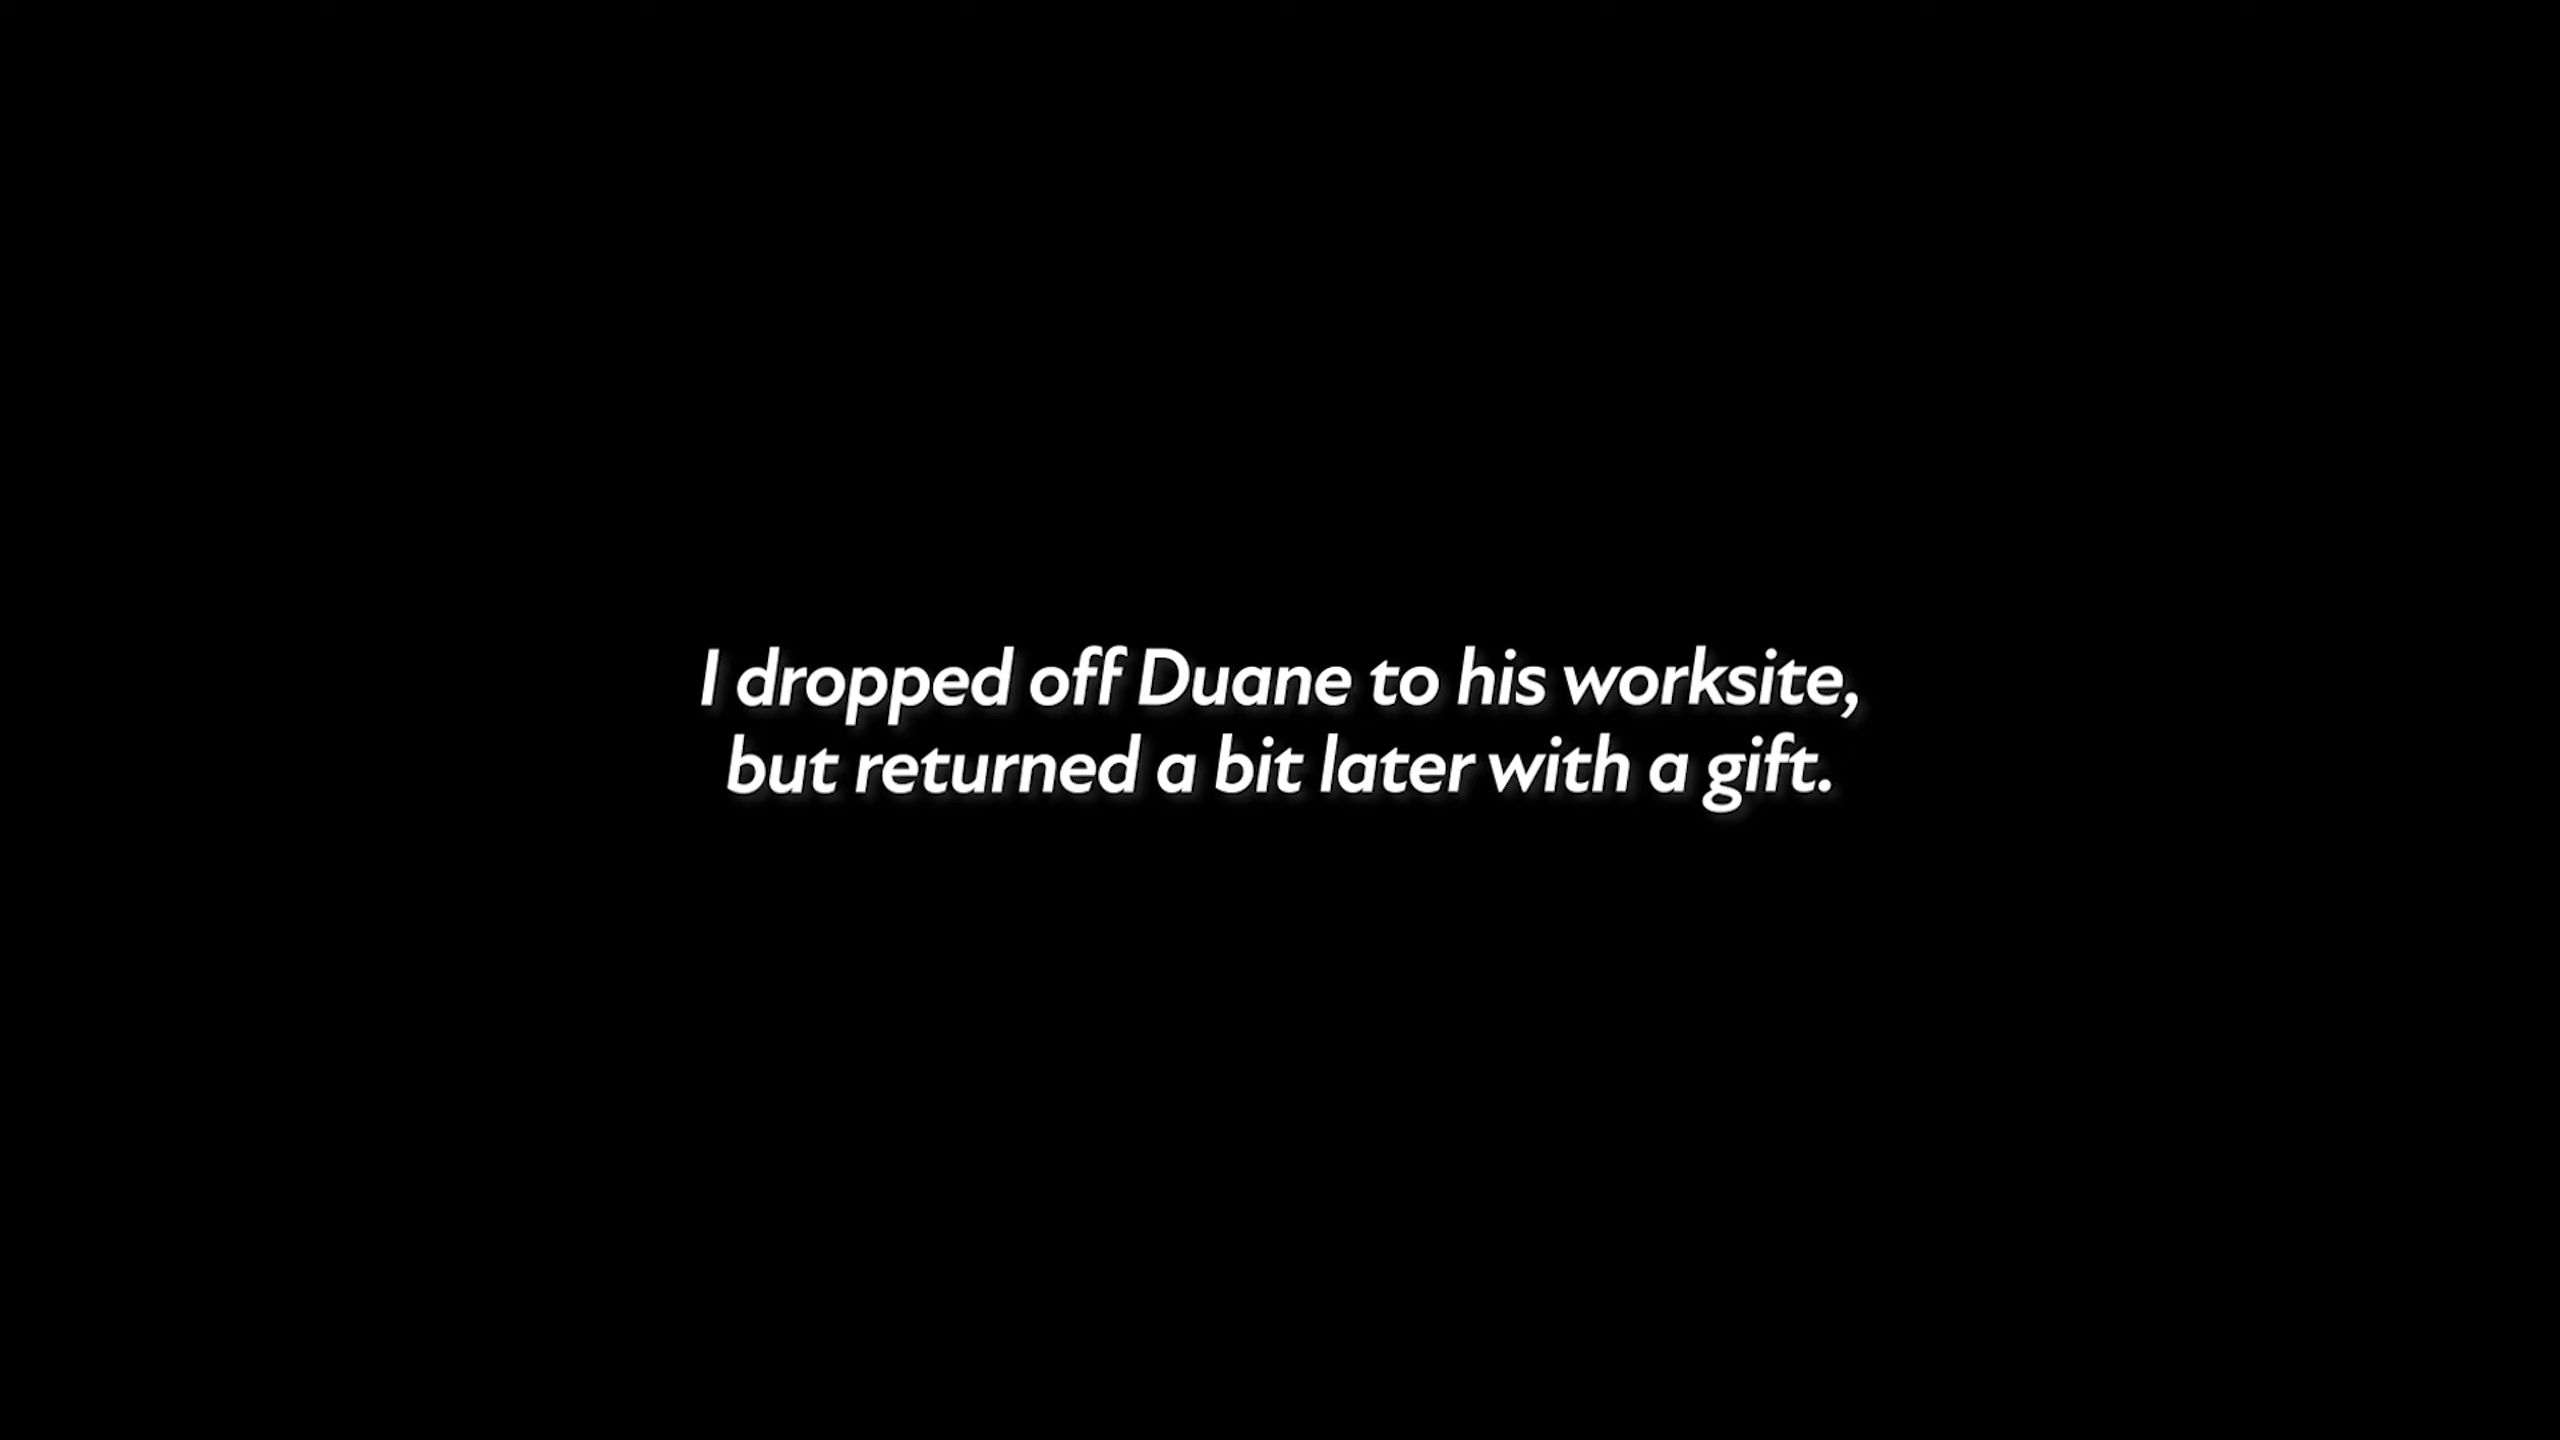 I dropped off Duane to his worksite,
but returned a bit later with a gift.